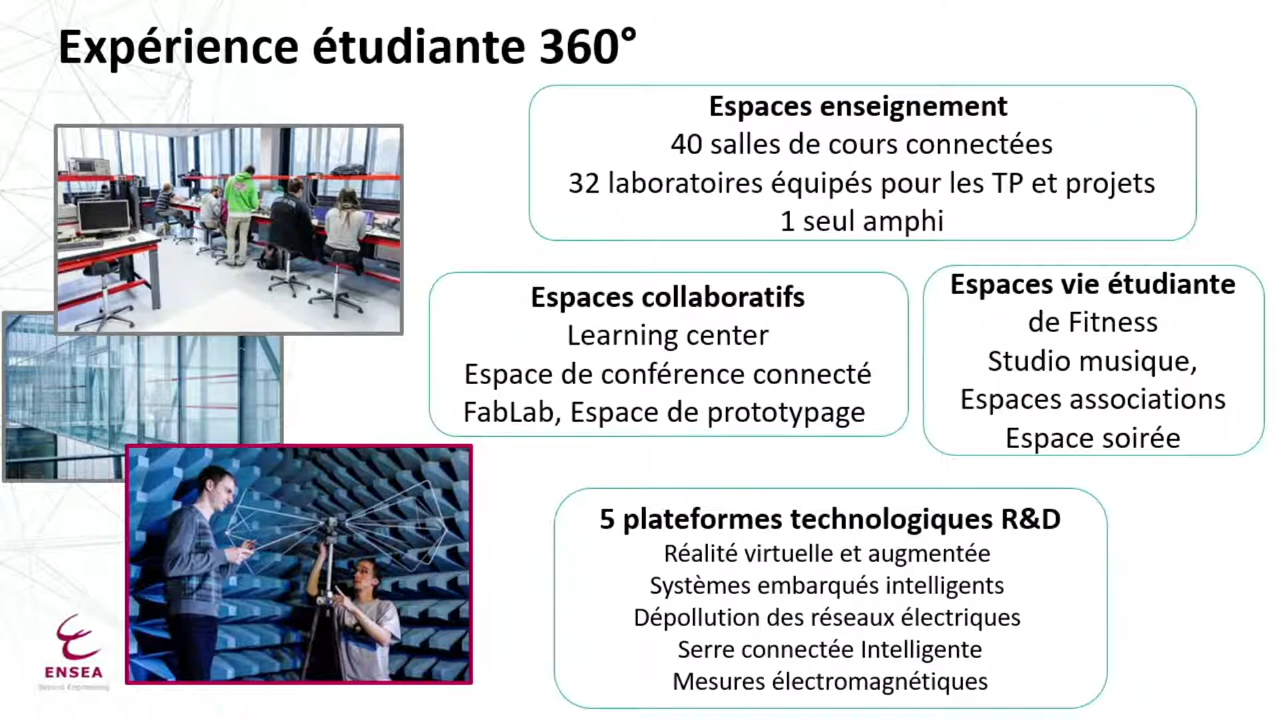 Expérience étudiante 360°
Espaces enseignement
40 salles de cours connectées
32 laboratoires équipés pour les TP et projets
1 seul amphi
Espaces collaboratifs
Learning center
Espace de conférence connecté
FabLab, Espace de prototypage
Espaces vie étudiante
de Fitness
Studio musique,
Espaces associations
Espace soirée
5 plateformes technologiques R&D
Réalité virtuelle et augmentée
Systèmes embarqués intelligents
Dépollution des réseaux électriques
Serre connectée Intelligente
Mesures électromagnétiques
ENSEA
Beyond Engineering